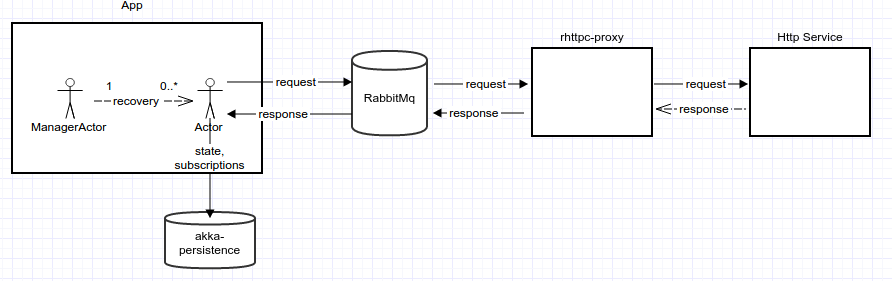 App
rhttpc-proxy
Http Service
1
0..*
recovery
ManagerActor
Actor
request
response
RabbitMq
request
response
request
response
state,
subscriptions
akka-
persistence